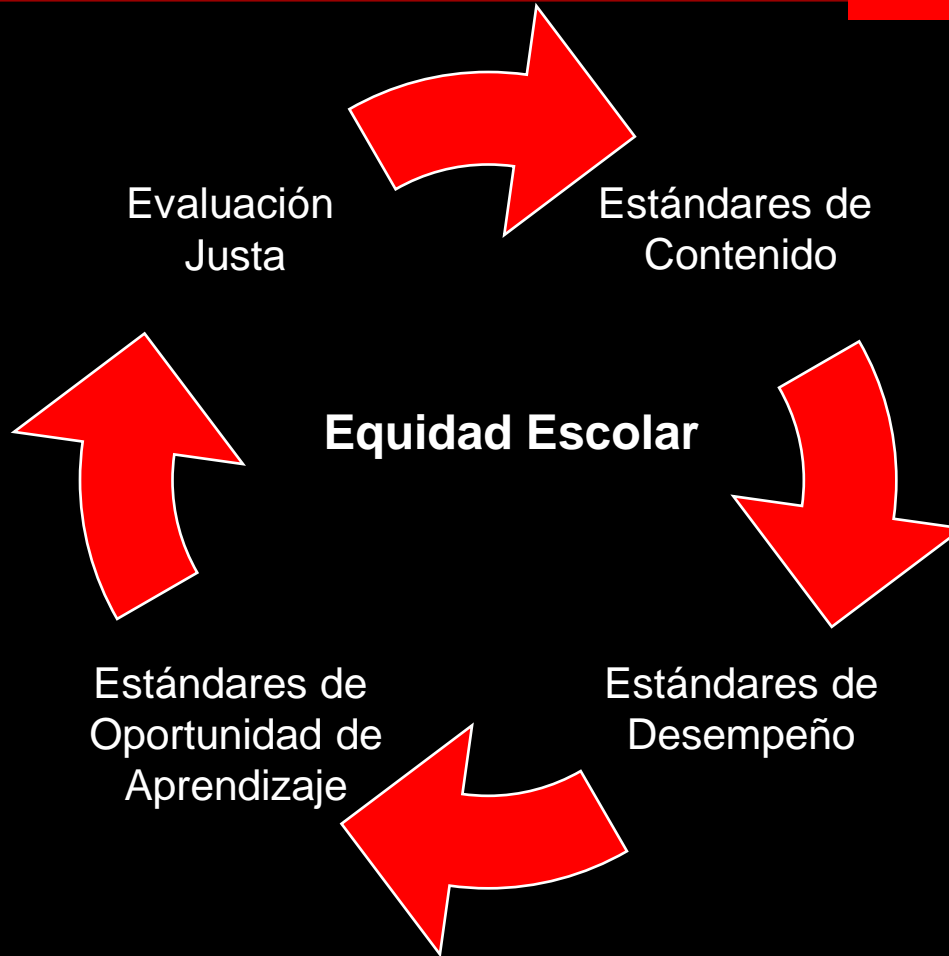 Evaluación
Justa
Estándares de
Contenido
Equidad Escolar
Estándares de
Oportunidad de
Aprendizaje
Estándares de
Desempeño